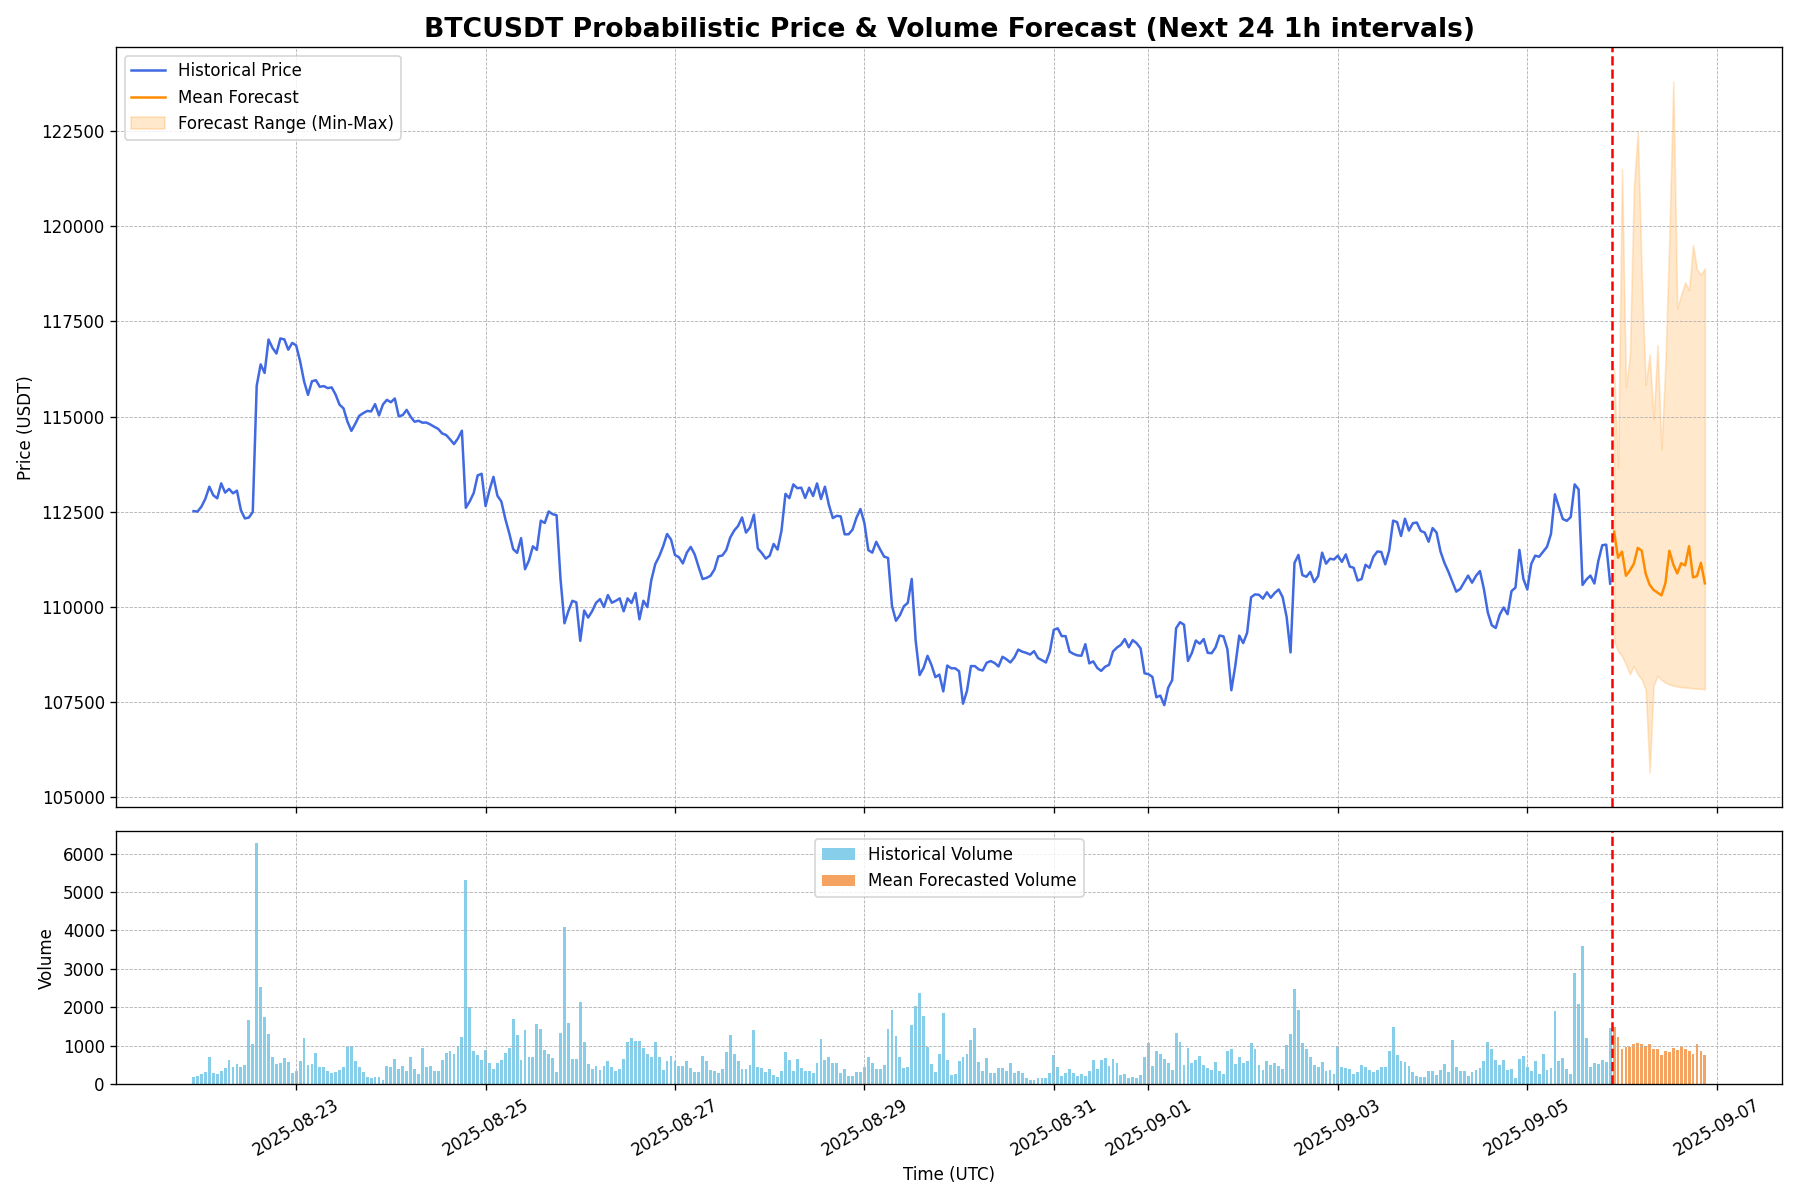 BTCUSDT Probabilistic Price & Volume Forecast (Next 24 1h intervals)
Historical Price
Mean Forecast
Forecast Range (Min-Max)
122500
120000
117500
115000
112500
110000
107500
105000
Price (USDT)
Historical Volume
Mean Forecasted Volume
6000
5000
4000
3000
2000
1000
0
Volume
2025-08-23
2025-08-25
2025-08-27
2025-08-29
2025-08-31
2025-09-01
2025-09-03
2025-09-05
2025-09-07
Time (UTC)